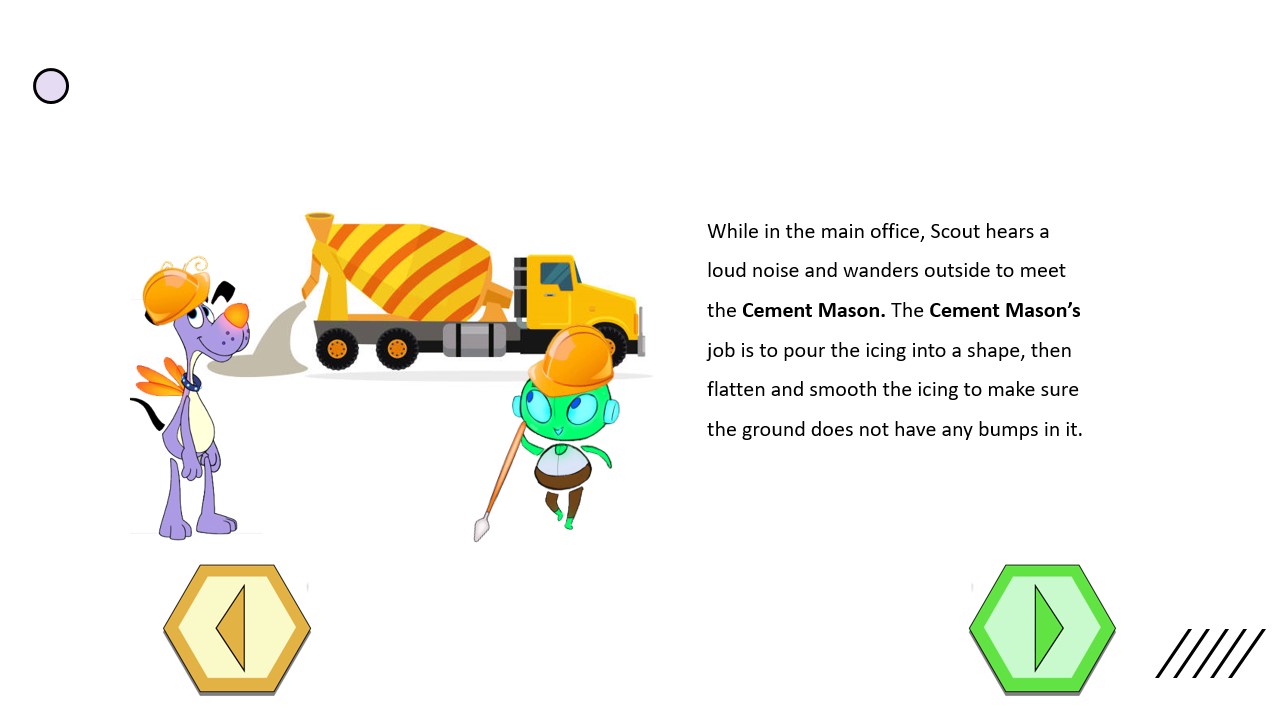 While in the main office, Scout hears a
loud noise and wanders outside to meet
the Cement Mason. The Cement Mason’s
job is to pour the icing into a shape, then
flatten and smooth the icing to make sure
the ground does not have any bumps in it.